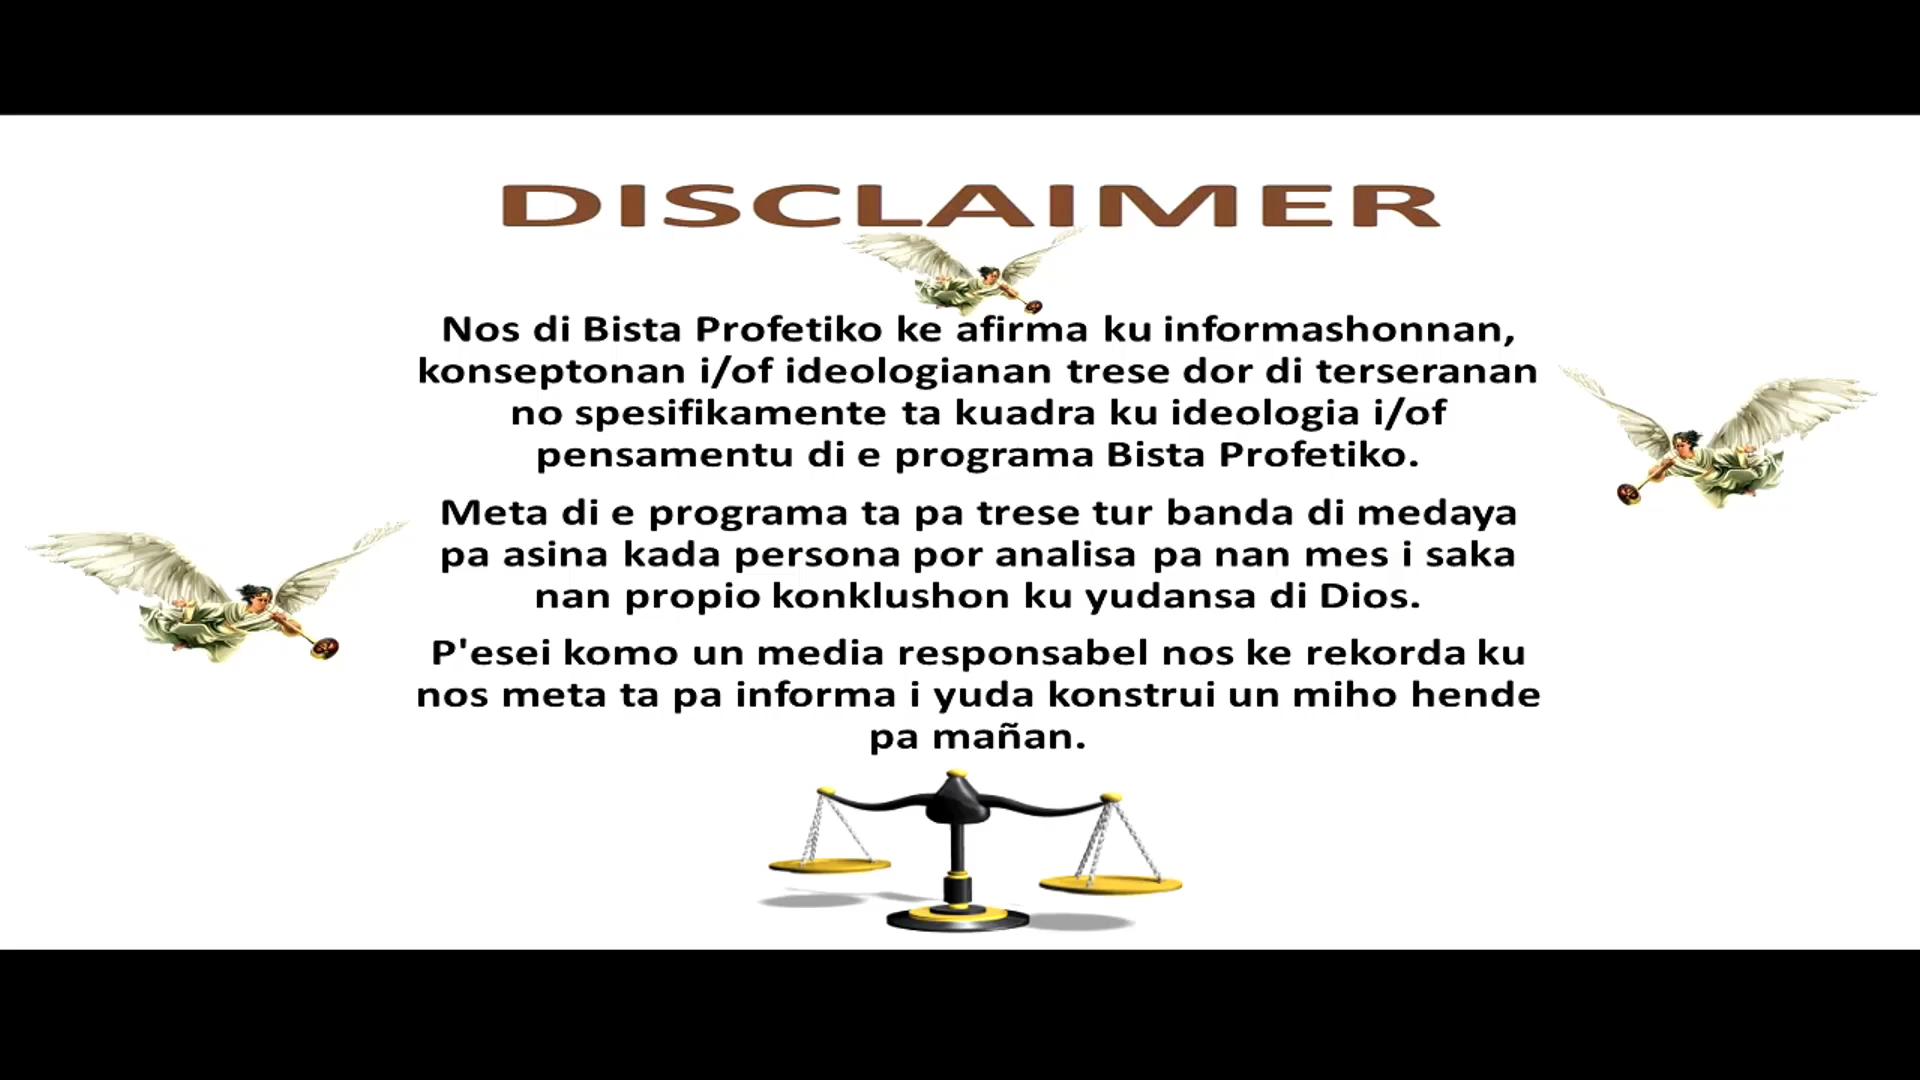 DISCLAIMER
Nos di Bista Profetiko ke afirma ku informashonnan,
konseptonan i/of ideologianan trese dor di terseranan
no spesifikamente ta kuadra ku ideologia i/of
pensamentu di e programa Bista Profetiko.
Meta di e programa ta pa trese tur banda di medaya
pa asina kada persona por analisa pa nan mes i saka
nan propio konklushon ku yudansa di Dios.
P'esei komo un media responsabel nos ke rekorda ku
nos meta ta pa informa i yuda konstrui un miho hende
pa mañan.